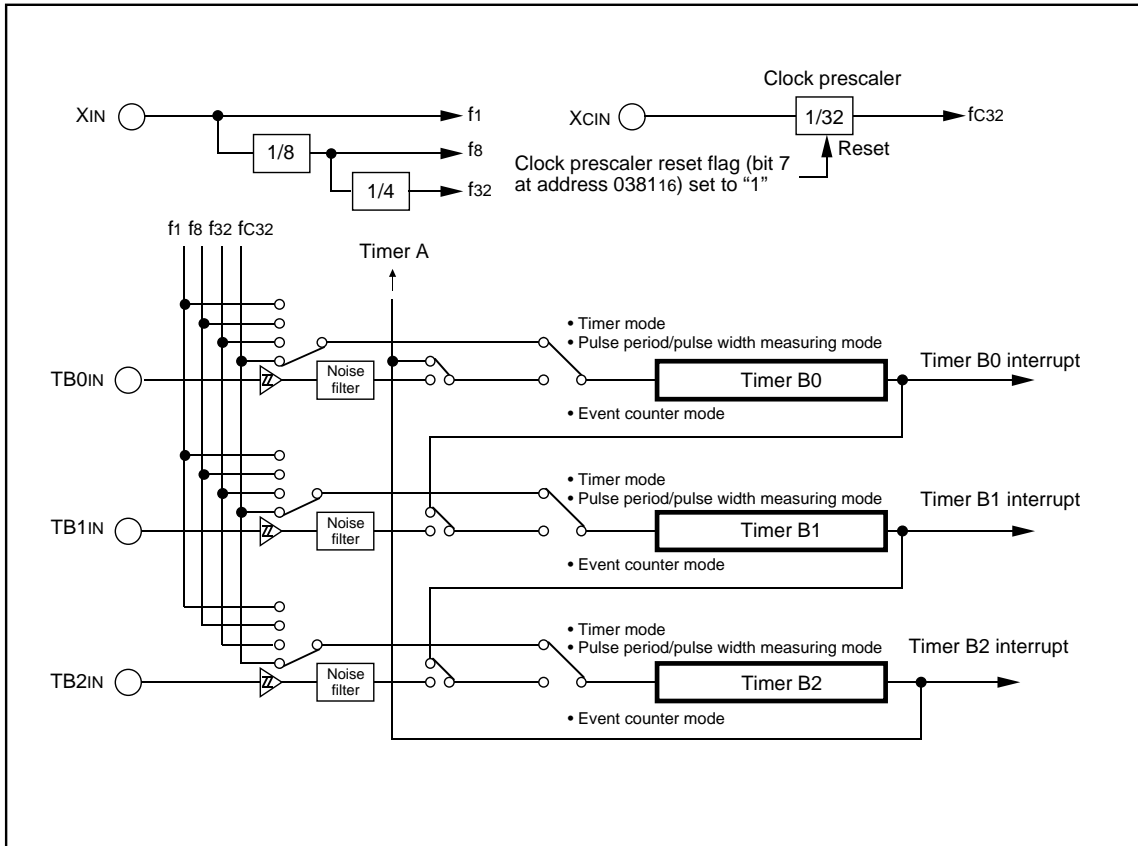 Clock prescaler
XIN
f1
XCIN
1/32
fC32
1/8
f8
Reset
Clock prescaler reset flag (bit 7
at address 038116) set to “1”
1/4
f32
f1 f8 f32 fC32
Timer A
• Timer mode
• Pulse period/pulse width measuring mode
TB0IN
Noise
filter
Timer B0
Timer B0 interrupt
• Event counter mode
• Timer mode
• Pulse period/pulse width measuring mode
TB1IN
Noise
filter
Timer B1
Timer B1 interrupt
• Event counter mode
• Timer mode
• Pulse period/pulse width measuring mode
TB2IN
Noise
filter
Timer B2
Timer B2 interrupt
• Event counter mode